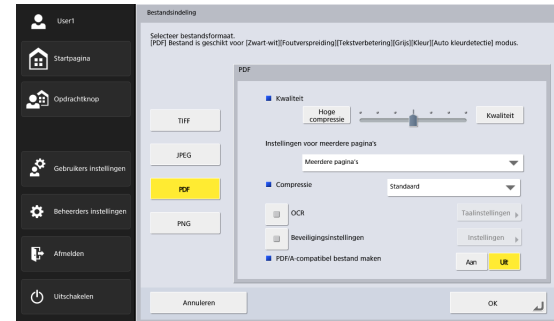 User1
Startpagina
Opdrachtknop
Gebruikers instellingen
Beheerders instellingen
Afmelden
Uitschakelen
Bestandsindeling
Selecteer bestandsformaat.
[PDF] Bestand is geschikt voor [Zwart-wit][Foutverspreiding][Tekstverbetering][Grijs][Kleur][Auto kleurdetectie] modus.
TIFF
JPEG
PDF
PNG
PDF
Kwaliteit
Hoge
compressie
Kwaliteit
Instellingen voor meerdere pagina's
Meerdere pagina's
Compressie
Standaard
OCR
Taalinstellingen
Beveiligingsinstellingen
Instellingen
PDF/A-compatibel bestand maken
Aan
Uit
Annuleren
OK